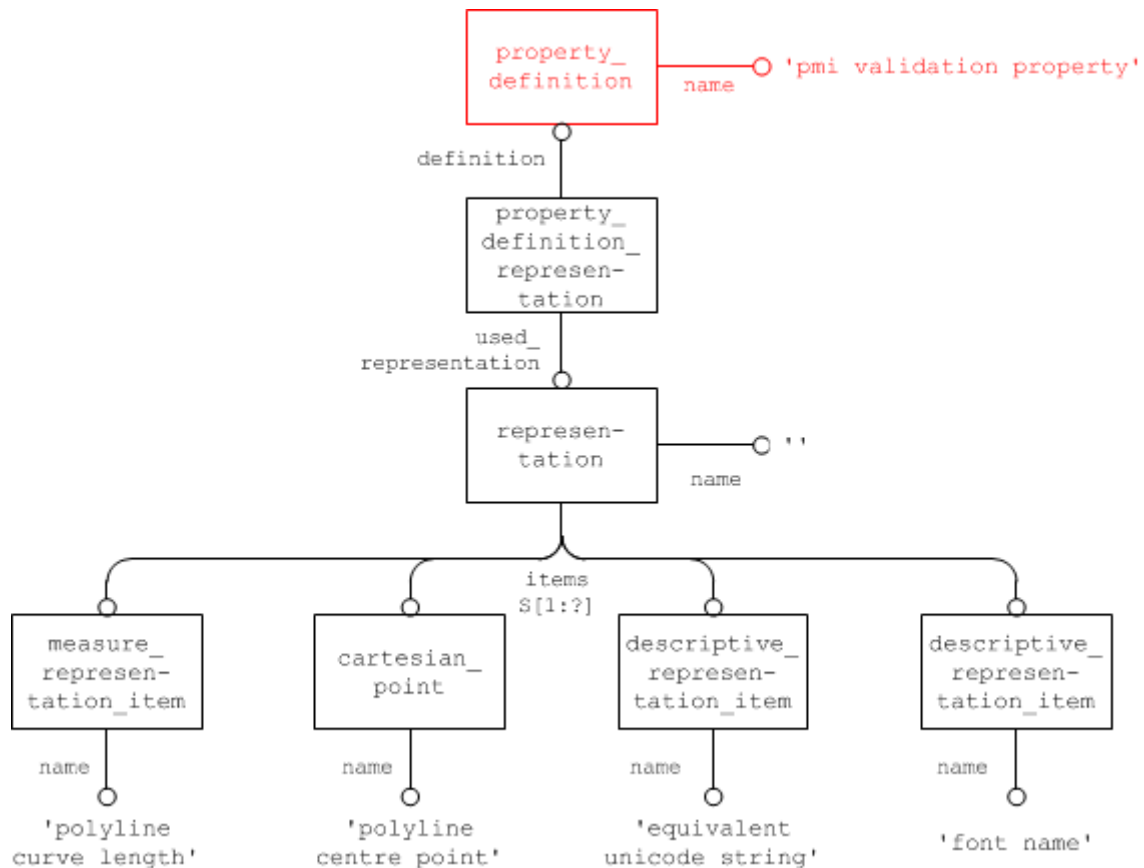 property_
definition
name
'pmi validation property'
definition
property_
definition_
represen-
tation
used_
representation
represen-
tation
name
''
items
S[1:?]
measure_
represen-
tation_item
cartesian_
point
descriptive_
represen-
tation_item
descriptive_
represen-
tation_item
name
name
name
name
'polyline
curve length'
'polyline
centre point'
'equivalent
unicode string'
'font name'